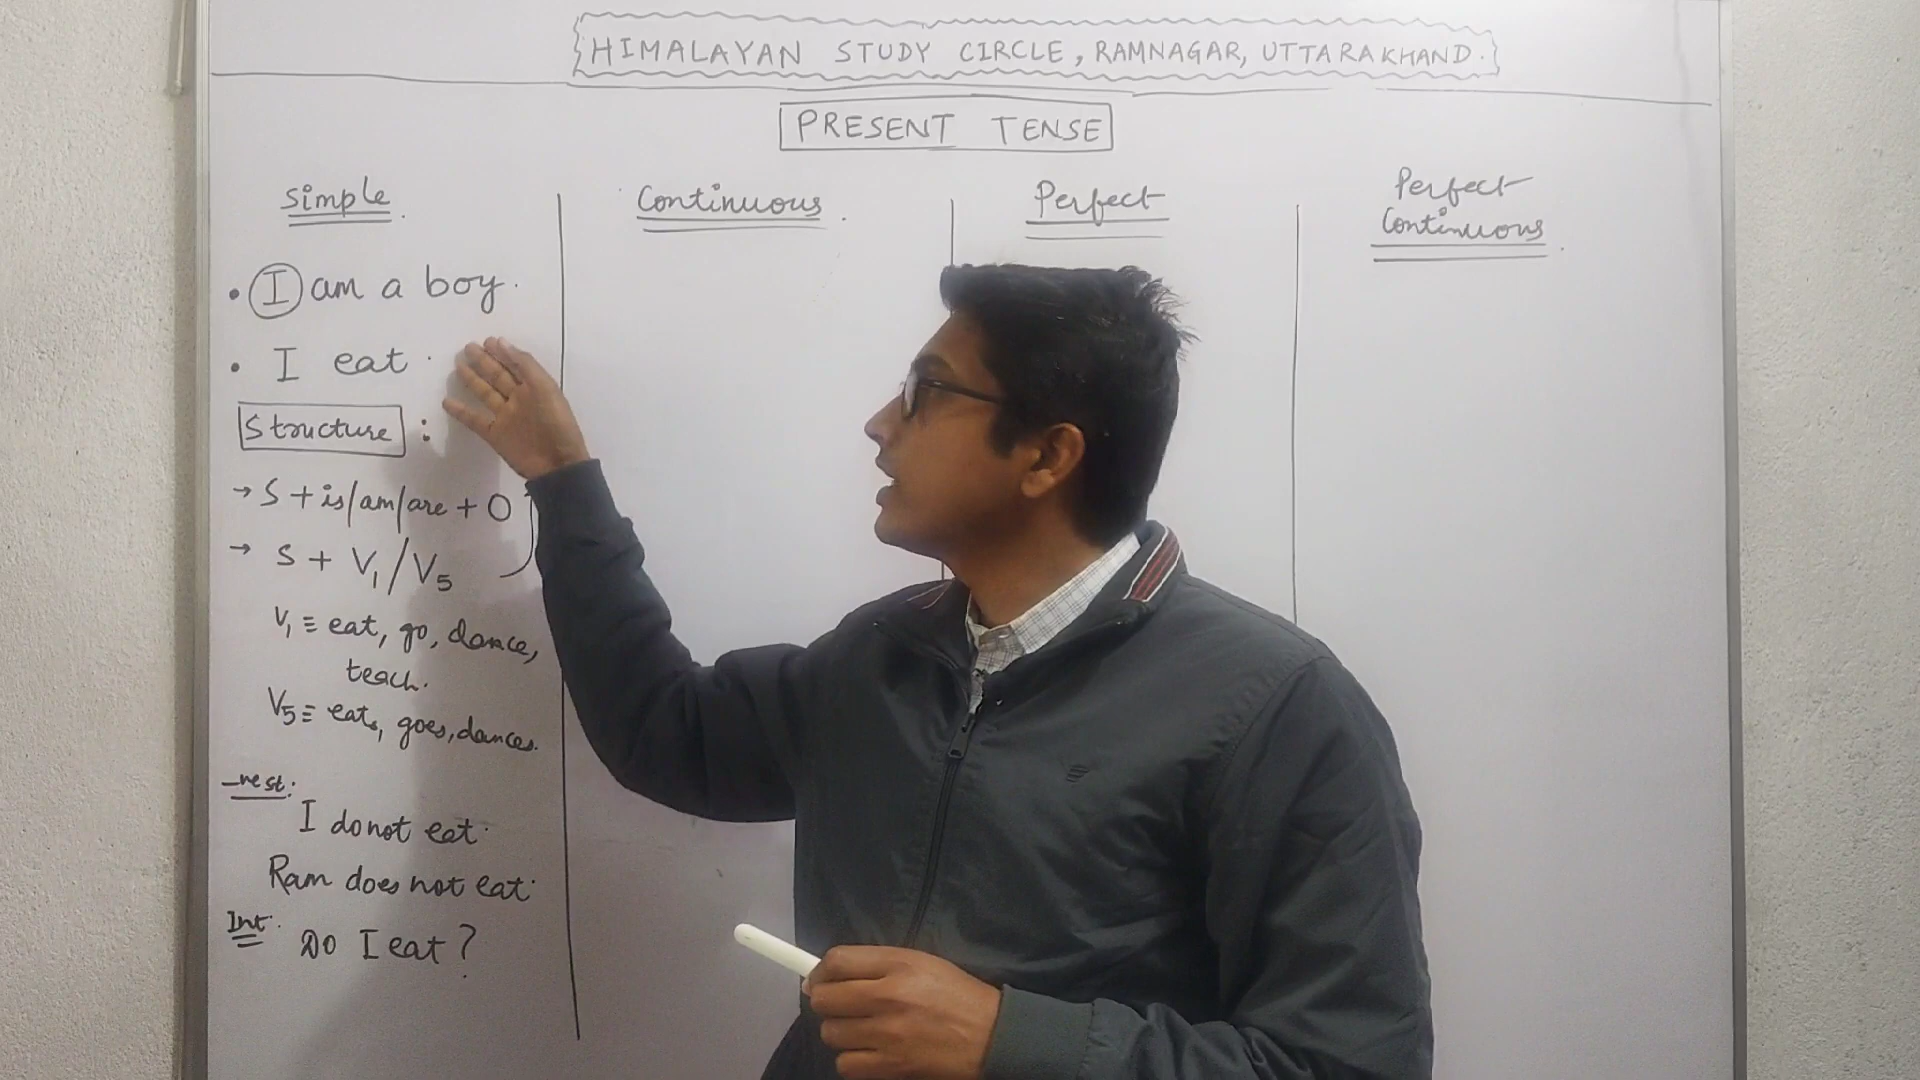 HIMALAYAN STUDY CIRCLE, RAMNAGAR, UTTARAKHAND.
PRESENT TENSE
Simple.
• I am a boy.
• I eat.
Structure :
→ S + is/am/are + O
→ S + V1/V5
V1 ≡ eat, go, dance,
teach.
V5 ≡ eats, goes, dances.
-ve st:
I do not eat.
Ram does not eat.
Int.
Do I eat?
Continuous.
Perfect
Perfect
Continuous.